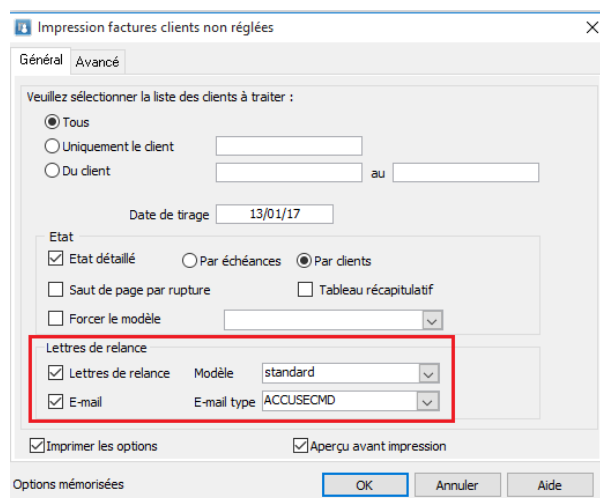 Impression factures clients non réglées
Général Avancé
Veuillez sélectionner la liste des clients à traiter :
Tous
Uniquement le client
Du client au
Date de tirage 13/01/17
Etat
Etat détaillé Par échéances Par clients
Saut de page par rupture Tableau récapitulatif
Forcer le modèle
Lettres de relance
Lettres de relance Modèle standard
E-mail E-mail type ACCUSECMD
Imprimer les options Aperçu avant impression
Options mémorisées OK Annuler Aide